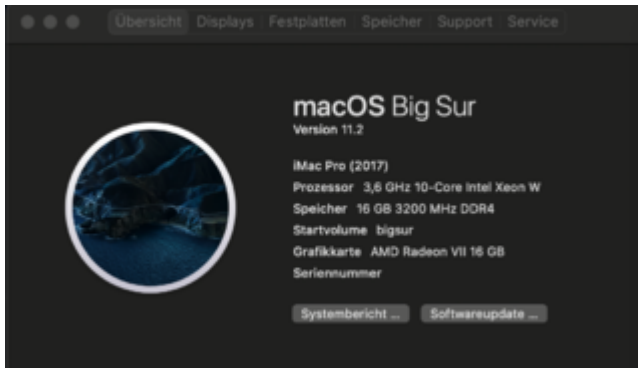 Übersicht Displays Festplatten Speicher Support Service
macOS Big Sur
Version 11.2
iMac Pro (2017)
Prozessor 3,6 GHz 10-Core Intel Xeon W
Speicher 16 GB 3200 MHz DDR4
Startvolume bigsur
Grafikkarte AMD Radeon VII 16 GB
Seriennummer
Systembericht ... Softwareupdate ...